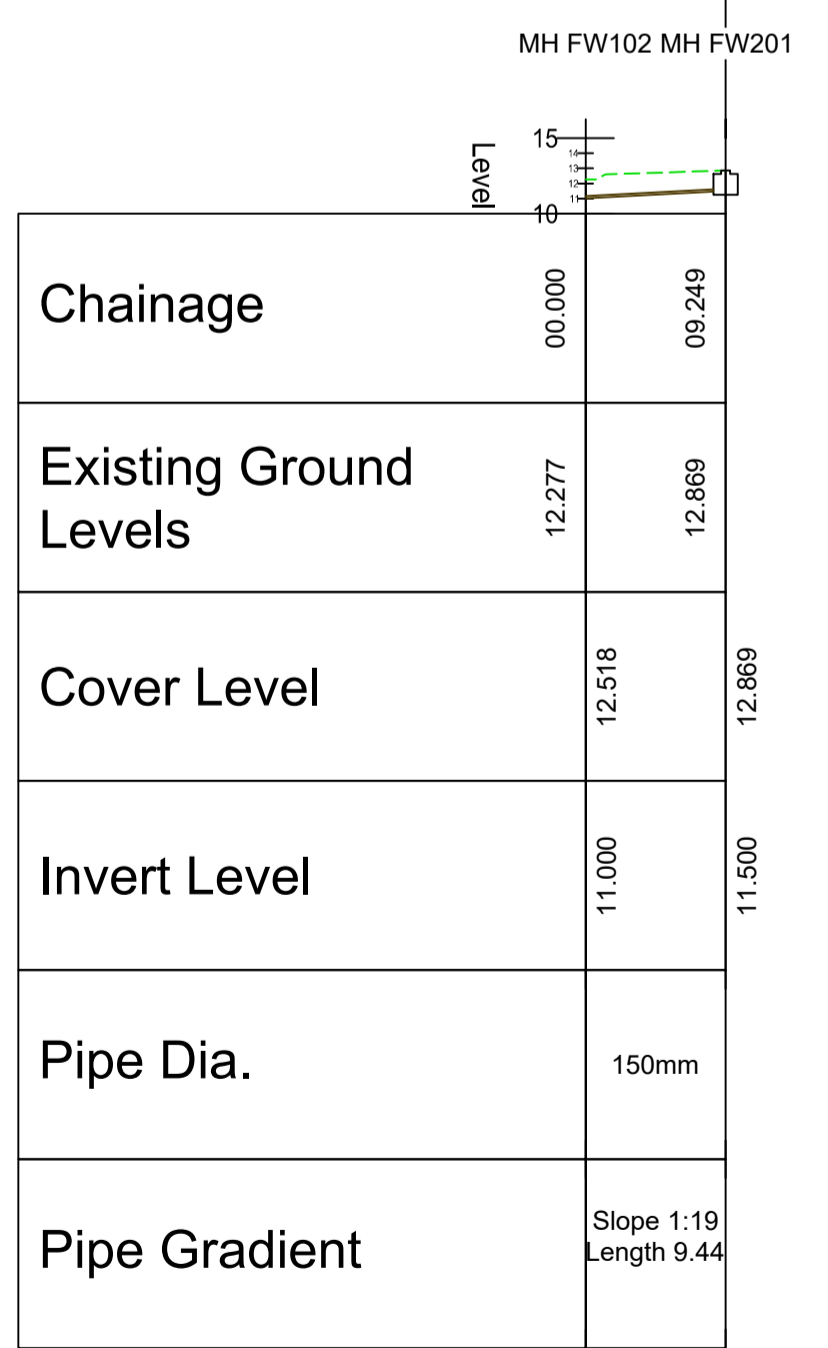 MH FW102 MH FW201
Level
15
14
13
12
11
10
Chainage
00.000
09.249
Existing Ground
Levels
12.277
12.869
Cover Level
12.518
12.869
Invert Level
11.000
11.500
Pipe Dia.
150mm
Pipe Gradient
Slope 1:19
Length 9.44